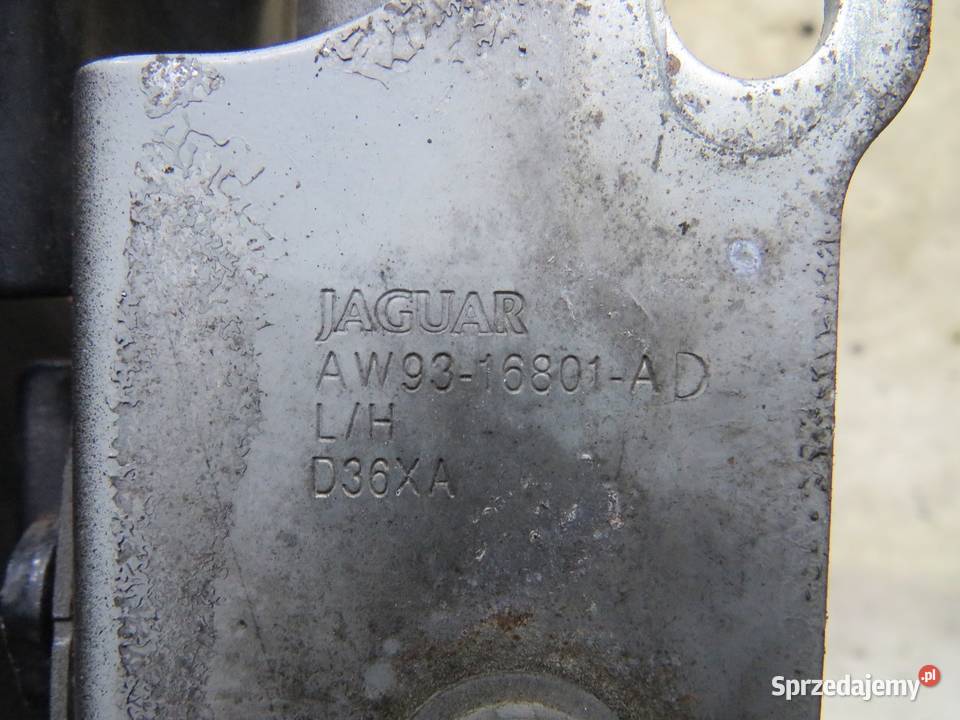 JAGUAR
AW93-16801-AD
L/H
D36XA
Sprzedajemy.pl